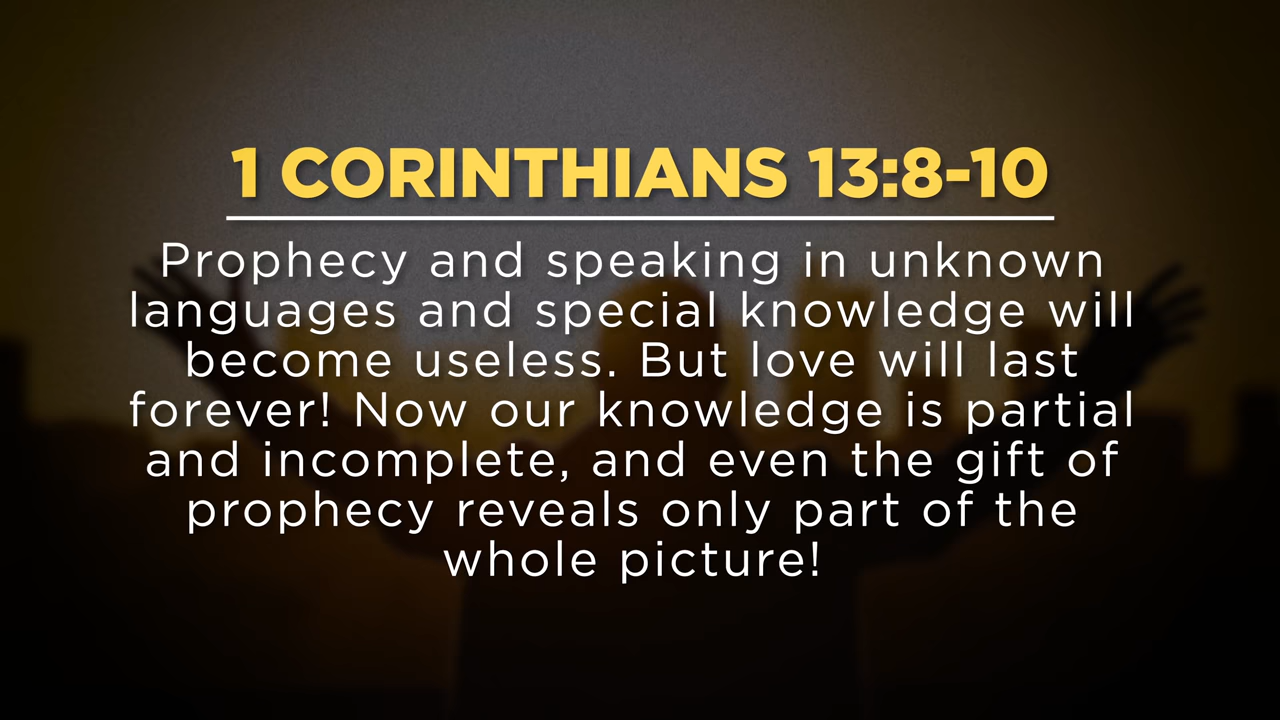 1 CORINTHIANS 13:8-10
Prophecy and speaking in unknown
languages and special knowledge will
become useless. But love will last
forever! Now our knowledge is partial
and incomplete, and even the gift of
prophecy reveals only part of the
whole picture!